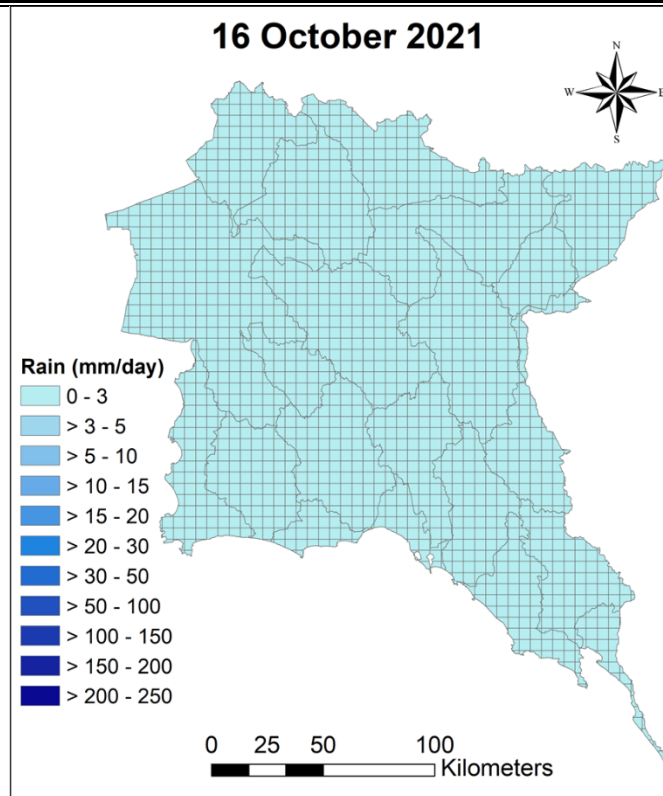 16 October 2021
N
W E
S
Rain (mm/day)
0 - 3
> 3 - 5
> 5 - 10
> 10 - 15
> 15 - 20
> 20 - 30
> 30 - 50
> 50 - 100
> 100 - 150
> 150 - 200
> 200 - 250
0 25 50 100
Kilometers